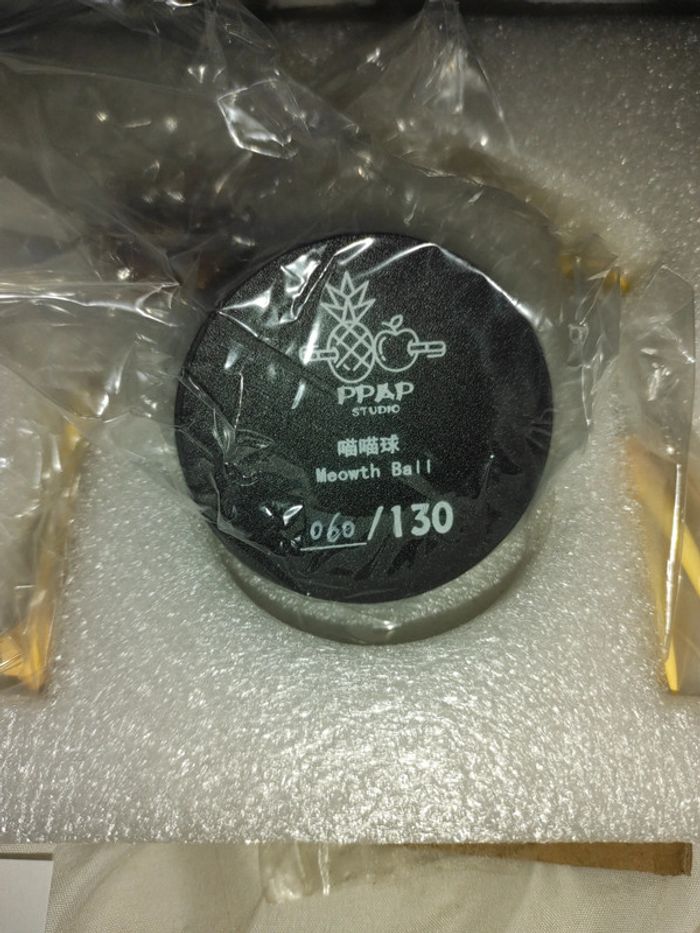 PPAP
STUDIO
喵喵球
Meowth Ball
060/130